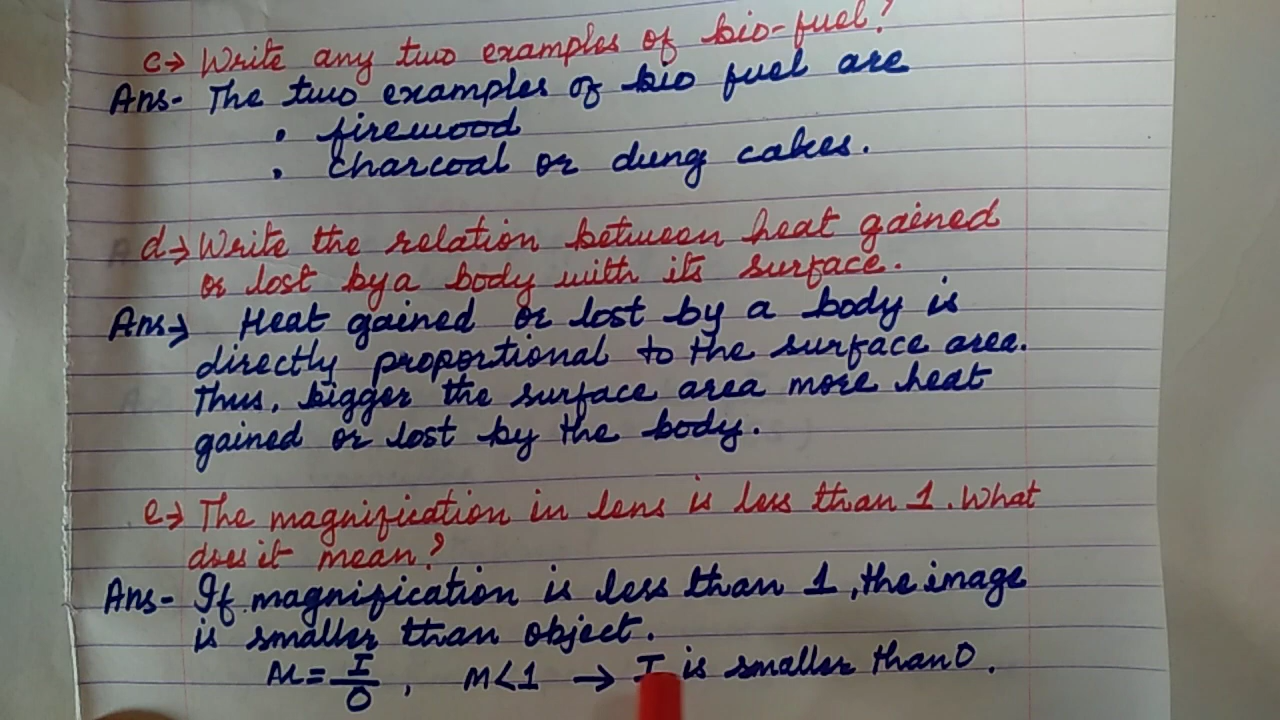 c→ Write any two examples of bio-fuel?
Ans- The two examples of bio fuel are
• firewood
• charcoal or dung cakes.
d→ Write the relation between heat gained
or lost by a body with its surface.
Ans→ Heat gained or lost by a body is
directly proportional to the surface area.
Thus, bigger the surface area more heat
gained or lost by the body.
e→ The magnification in lens is less than 1. What
does it mean?
Ans- If magnification is less than 1, the image
is smaller than object.
M = I/O, M<1 → I is smaller than O.